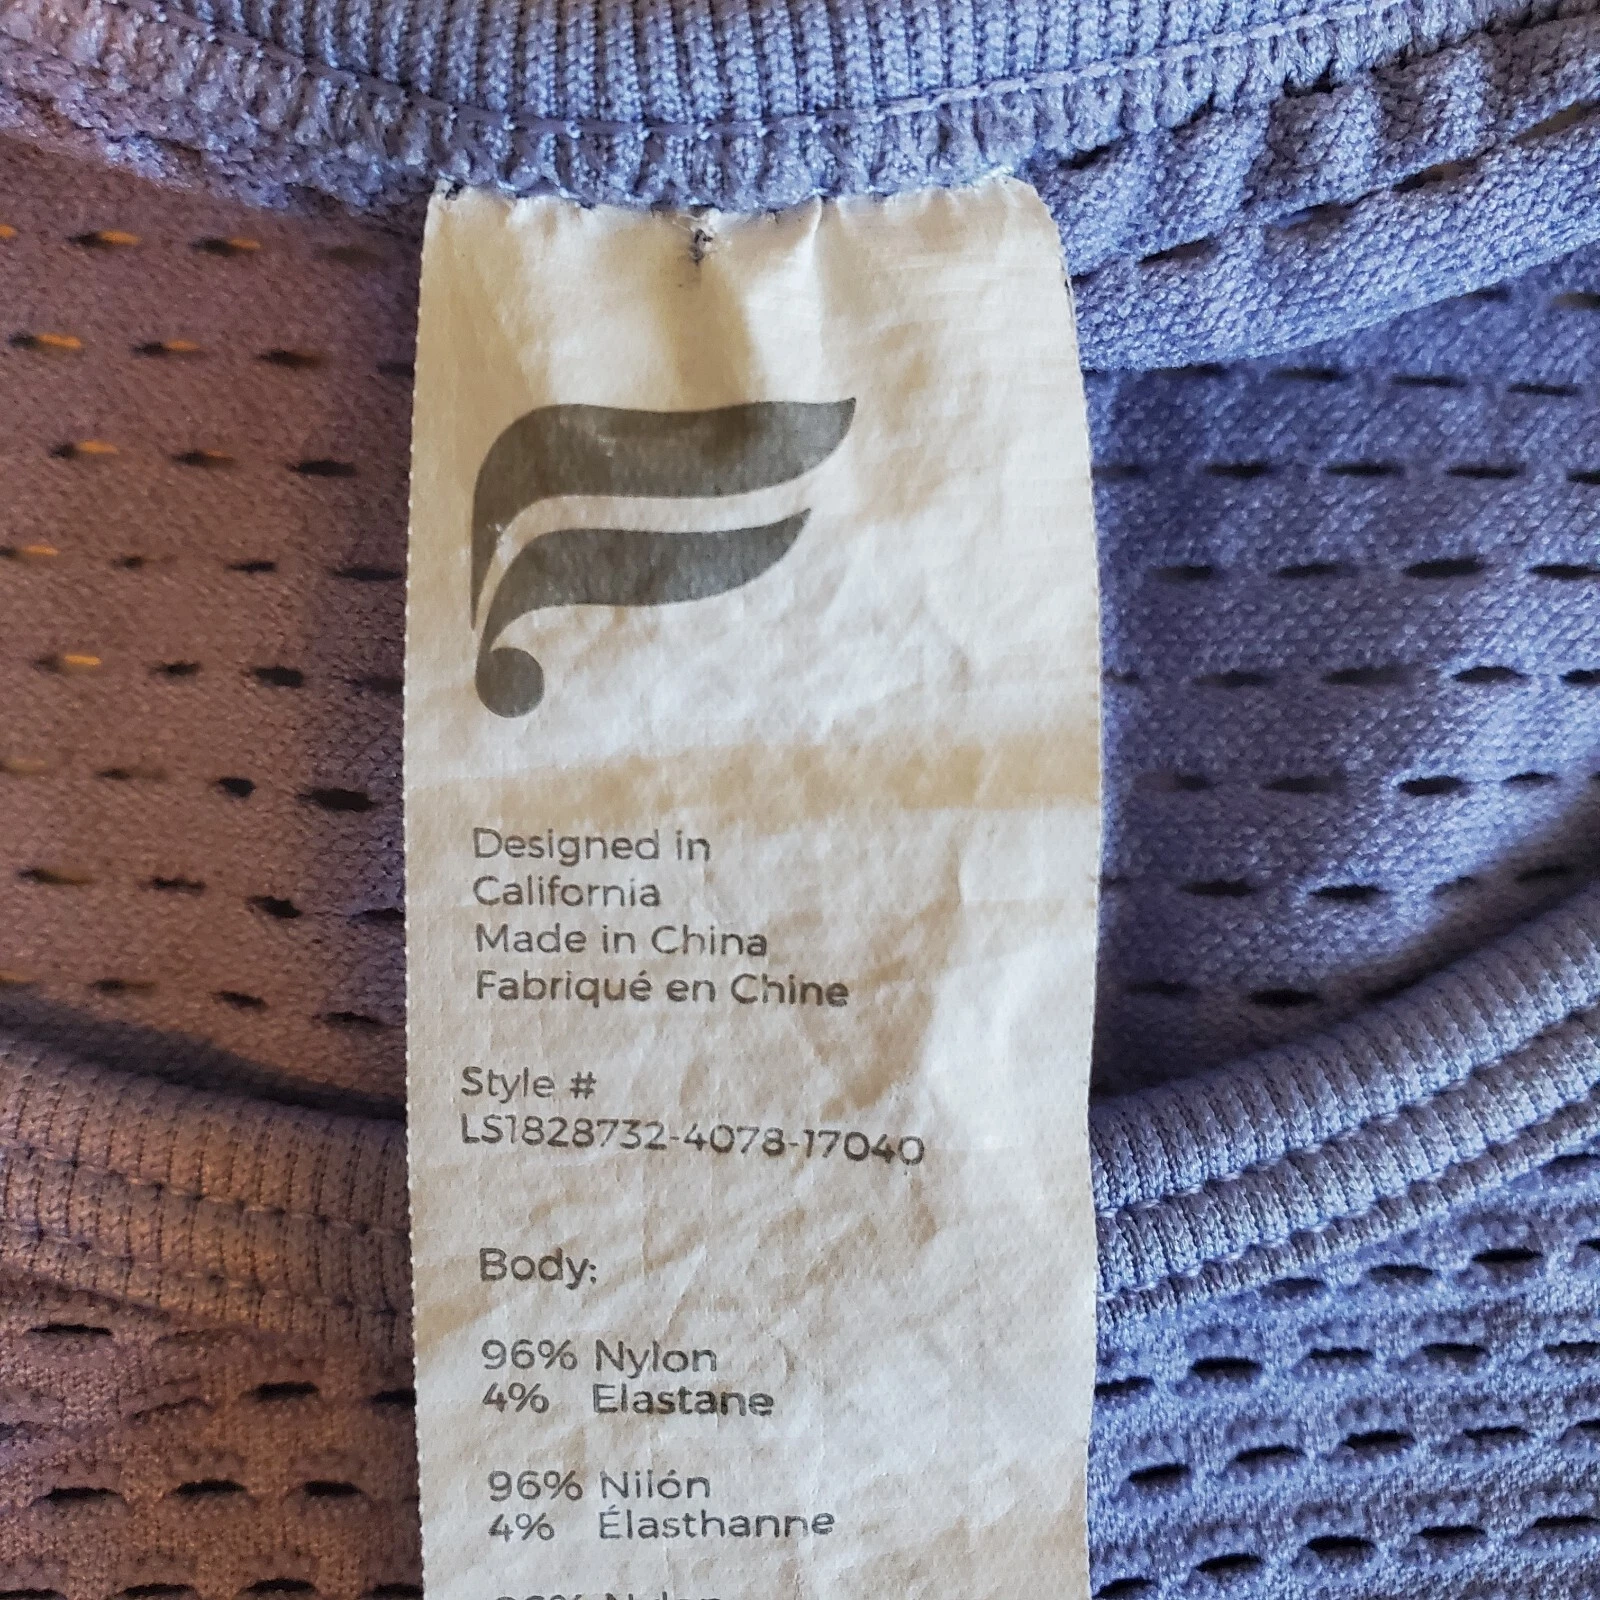 Designed in
California
Made in China
Fabriqué en Chine
Style #
LS1828732-4078-17040
Body:
96% Nylon
4% Elastane
96% Nilón
4% Élasthanne